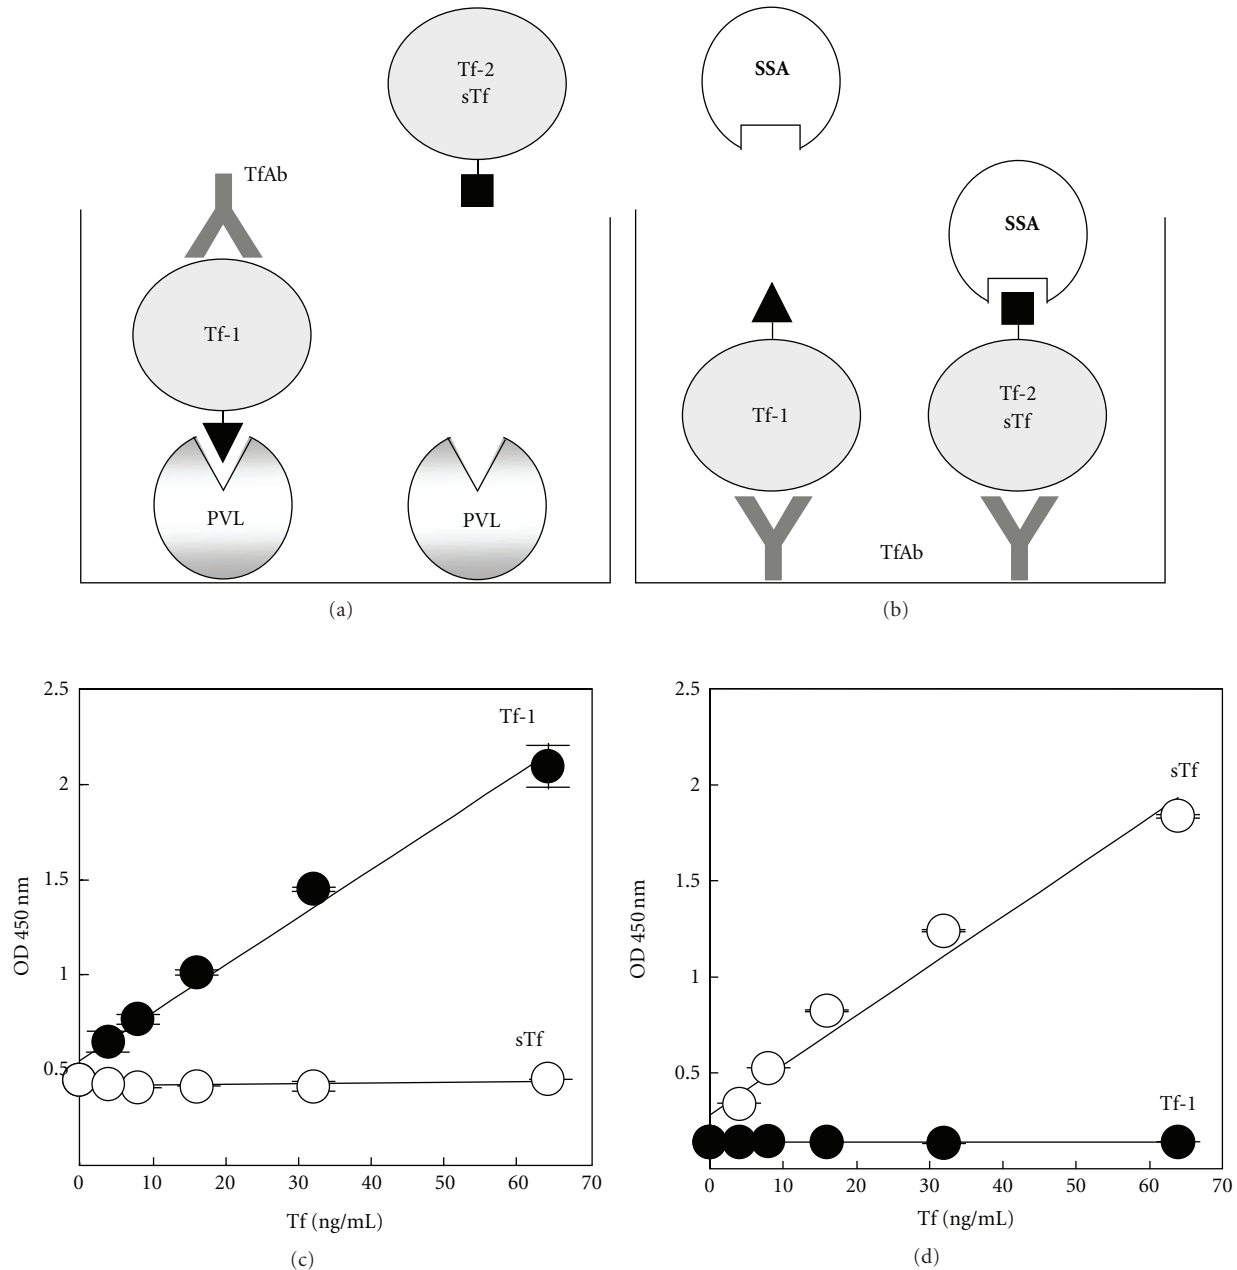 Tf-2
sTf
SSA
TfAb
SSA
Tf-1
Tf-1
Tf-2
sTf
PVL
PVL
TfAb
(a)
(b)
2.5
2
1.5
1
0.5
OD 450 nm
Tf-1
sTf
0
10
20
30
40
50
60
70
Tf (ng/mL)
(c)
2.5
2
1.5
1
0.5
OD 450 nm
sTf
Tf-1
0
10
20
30
40
50
60
70
Tf (ng/mL)
(d)